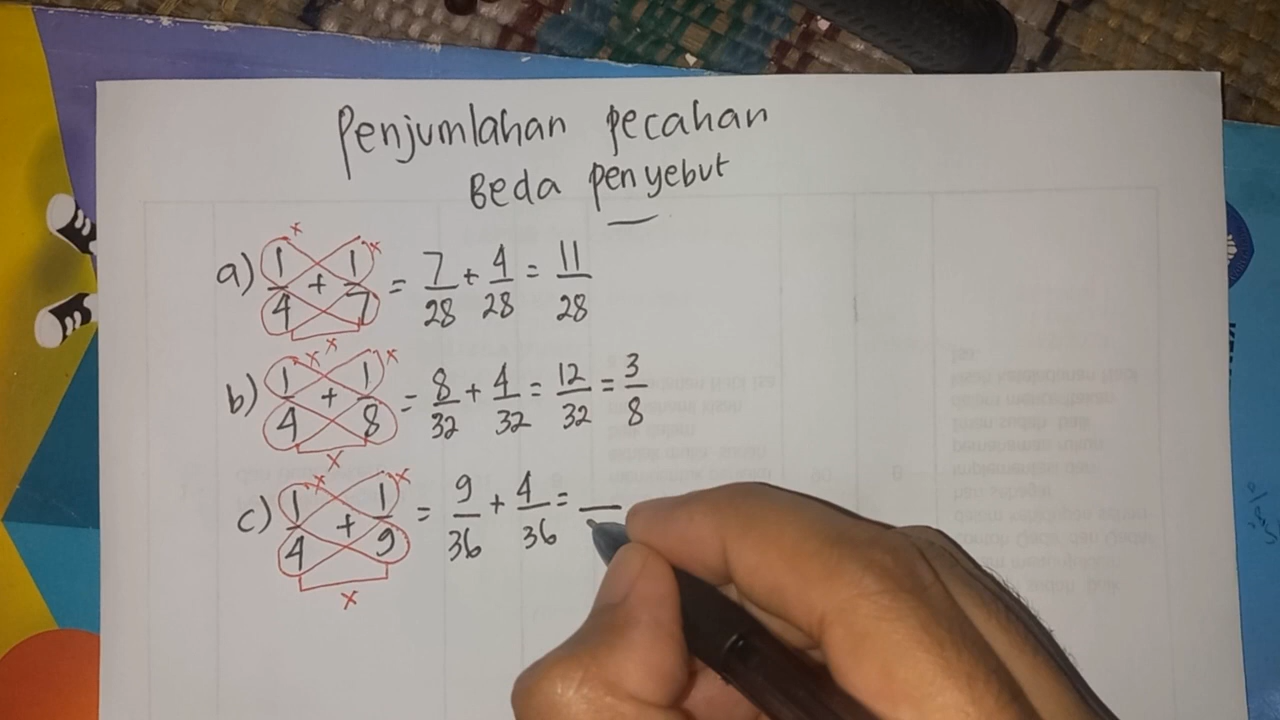 Penjumlahan pecahan
Beda penyebut
a) 1/4 + 1/7 = 7/28 + 4/28 = 11/28
b) 1/4 + 1/8 = 8/32 + 4/32 = 12/32 = 3/8
c) 1/4 + 1/9 = 9/36 + 4/36 =